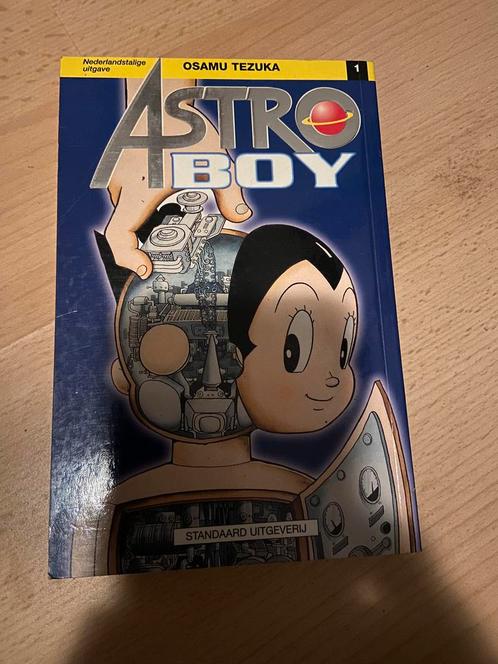 Nederlandstalige
uitgave
OSAMU TEZUKA
1
ASTRO
BOY
STANDAARD UITGEVERIJ